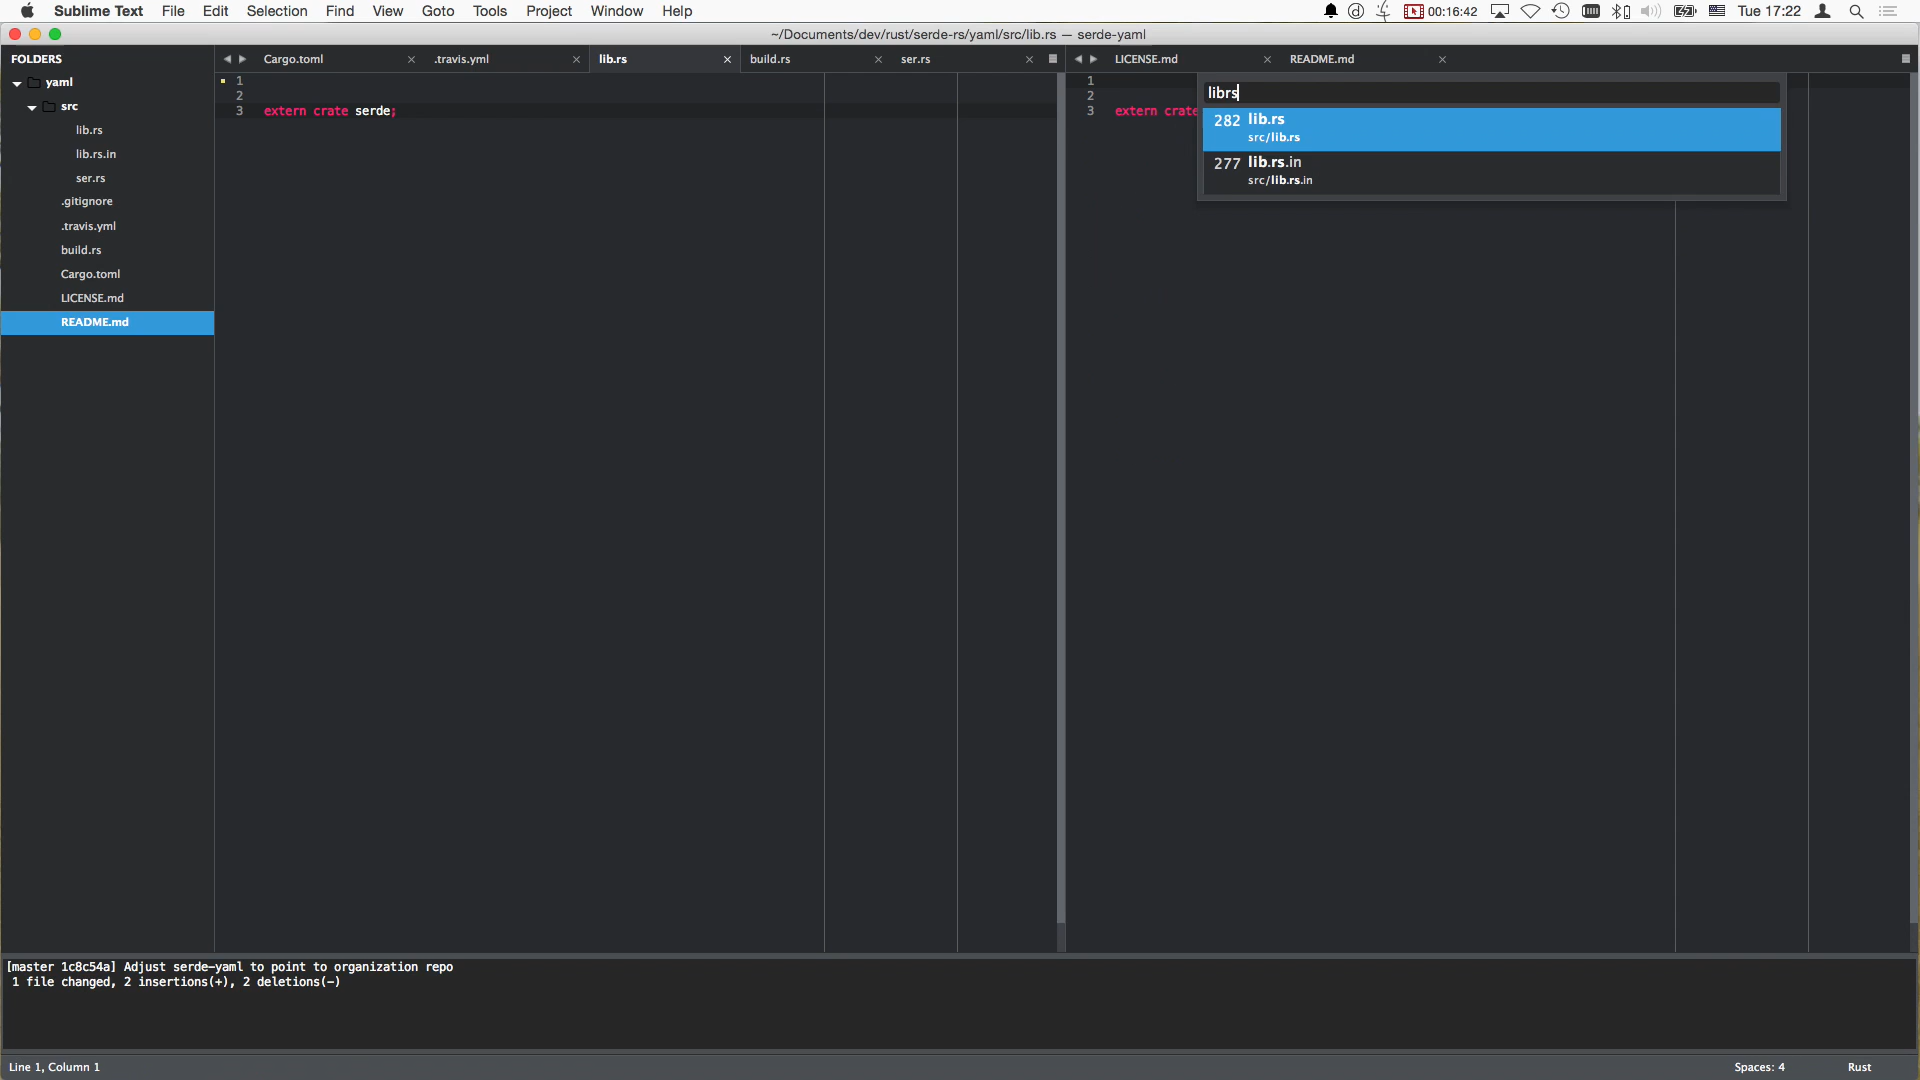 Sublime Text File Edit Selection Find View Goto Tools Project Window Help 00:16:42 Tue 17:22
~/Documents/dev/rust/serde-rs/yaml/src/lib.rs — serde-yaml
FOLDERS
yaml
src
lib.rs
lib.rs.in
ser.rs
.gitignore
.travis.yml
build.rs
Cargo.toml
LICENSE.md
README.md
Cargo.toml .travis.yml lib.rs build.rs ser.rs
1
2
3 extern crate serde;
LICENSE.md README.md
1
2
3 extern crate
librs
282 lib.rs
src/lib.rs
277 lib.rs.in
src/lib.rs.in
[master 1c8c54a] Adjust serde-yaml to point to organization repo
1 file changed, 2 insertions(+), 2 deletions(-)
Line 1, Column 1 Spaces: 4 Rust